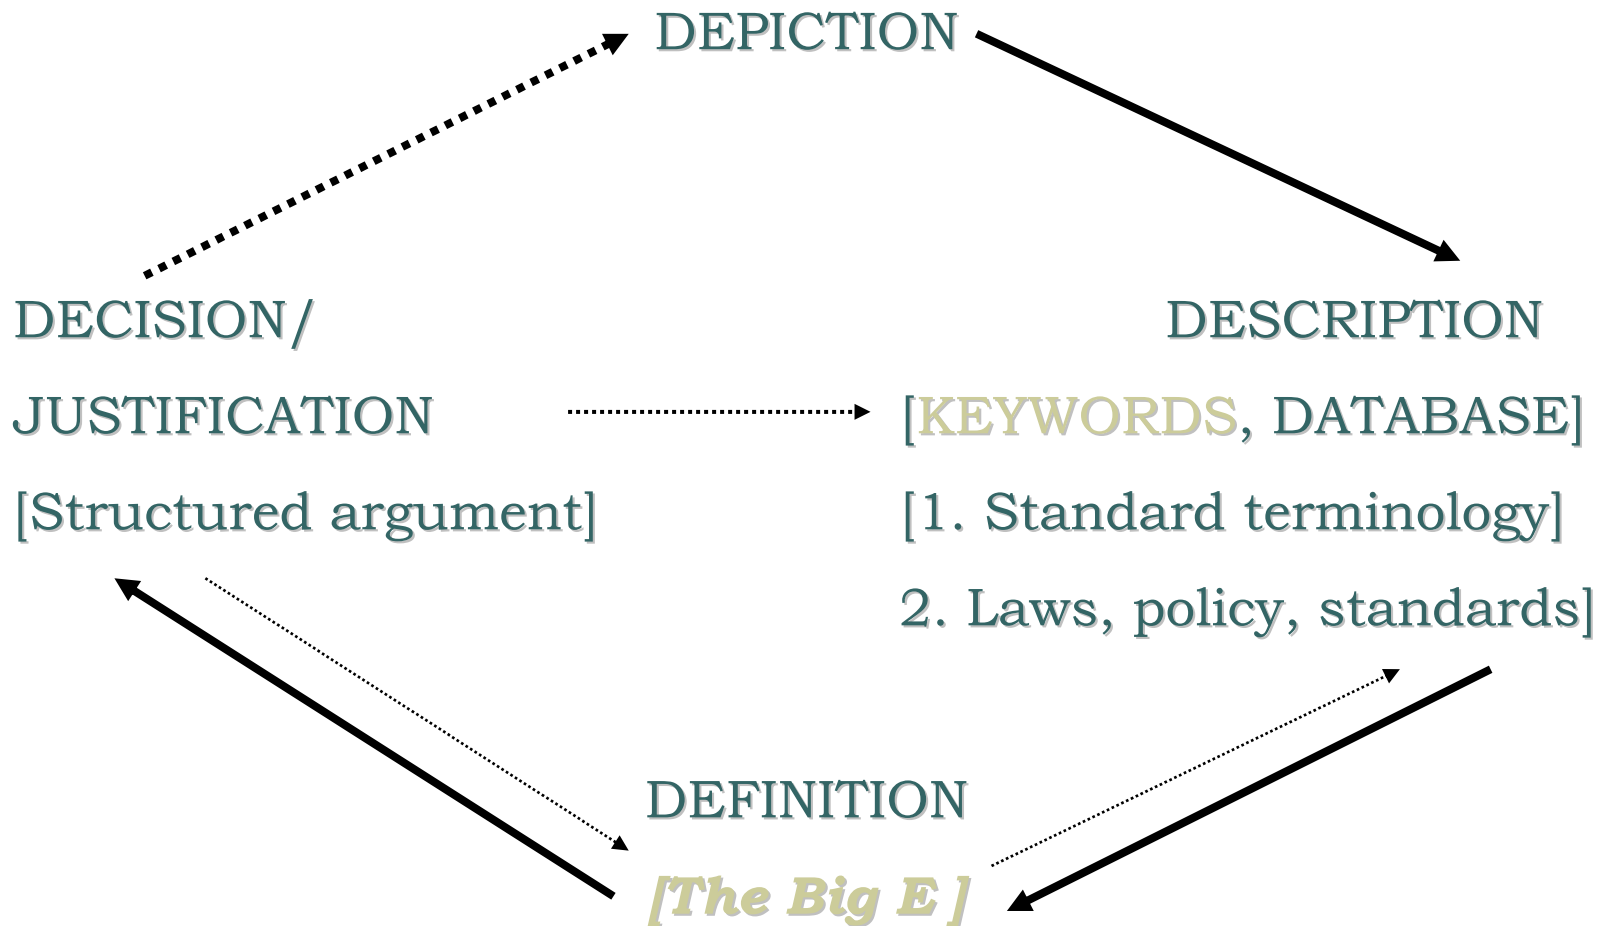 DEPICTION
DECISION/
JUSTIFICATION
[Structured argument]
DESCRIPTION
[KEYWORDS, DATABASE]
[1. Standard terminology]
2. Laws, policy, standards]
DEFINITION
[The Big E ]